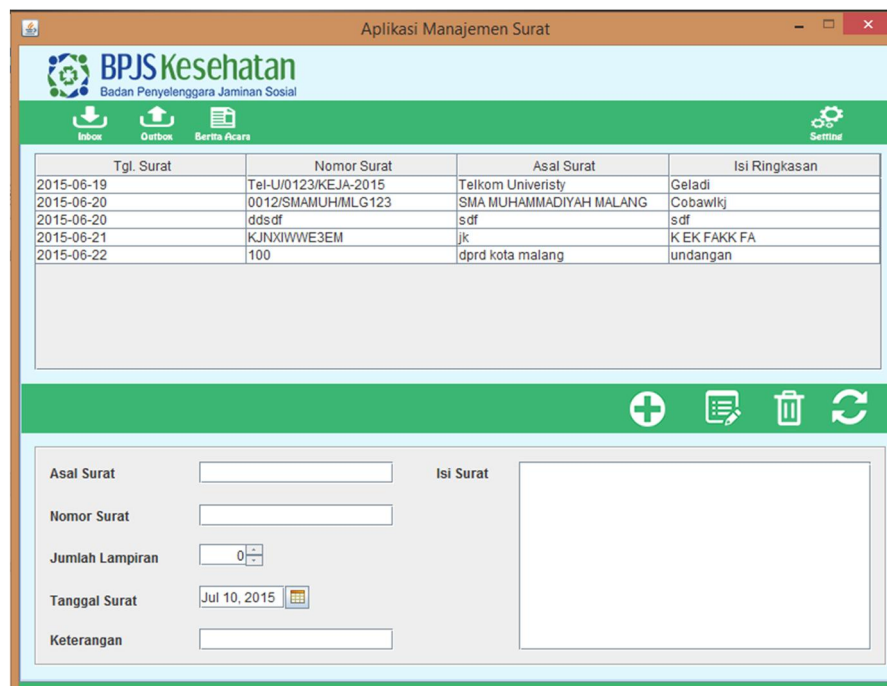 Aplikasi Manajemen Surat
BPJS Kesehatan
Badan Penyelenggara Jaminan Sosial
Inbox Outbox Berita Acara Setting
Tgl. Surat Nomor Surat Asal Surat Isi Ringkasan
2015-06-19 Tel-U/0123/KEJA-2015 Telkom Univeristy Geladi
2015-06-20 0012/SMAMUH/MLG123 SMA MUHAMMADIYAH MALANG Cobawlkj
2015-06-20 ddsdf sdf sdf
2015-06-21 KJNXIWWE3EM jk K EK FAKK FA
2015-06-22 100 dprd kota malang undangan
Asal Surat Isi Surat
Nomor Surat
Jumlah Lampiran 0
Tanggal Surat Jul 10, 2015
Keterangan